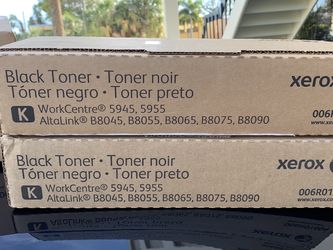 Black Toner • Toner noir
Tóner negro • Toner preto
xerox
K WorkCentre® 5945, 5955
AltaLink® B8045, B8055, B8065, B8075, B8090
006R
Black Toner • Toner noir
Tóner negro • Toner preto
xerox
K WorkCentre® 5945, 5955
AltaLink® B8045, B8055, B8065, B8075, B8090
006R01